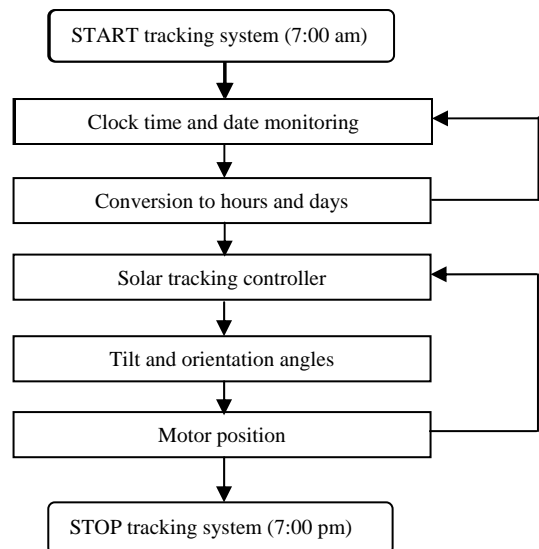 START tracking system (7:00 am)
Clock time and date monitoring
Conversion to hours and days
Solar tracking controller
Tilt and orientation angles
Motor position
STOP tracking system (7:00 pm)